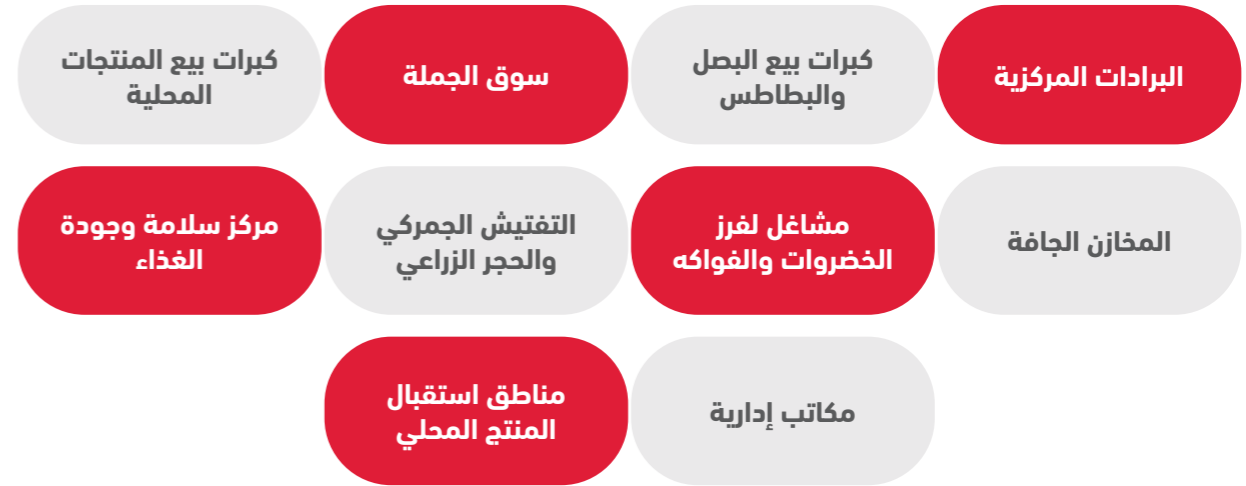 البرادات المركزية
كبرات بيع البصل
والبطاطس
سوق الجملة
كبرات بيع المنتجات
المحلية
المخازن الجافة
مشاغل لفرز
الخضروات والفواكه
التفتيش الجمركي
والحجر الزراعي
مركز سلامة وجودة
الغذاء
مكاتب إدارية
مناطق استقبال
المنتج المحلي